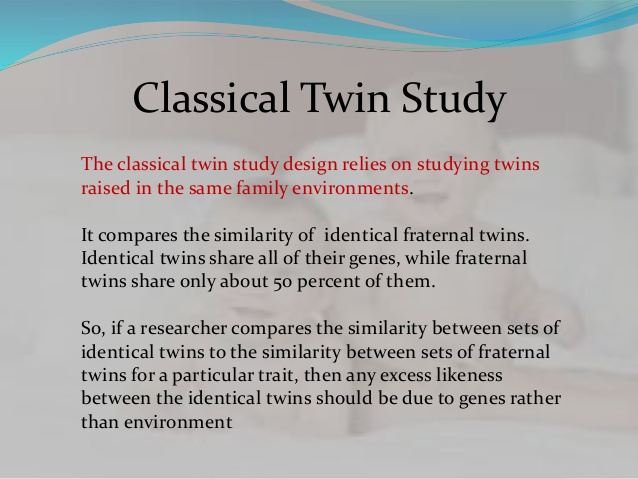 Classical Twin Study
The classical twin study design relies on studying twins
raised in the same family environments.
It compares the similarity of  identical fraternal twins.
Identical twins share all of their genes, while fraternal
twins share only about 50 percent of them.
So, if a researcher compares the similarity between sets of
identical twins to the similarity between sets of fraternal
twins for a particular trait, then any excess likeness
between the identical twins should be due to genes rather
than environment